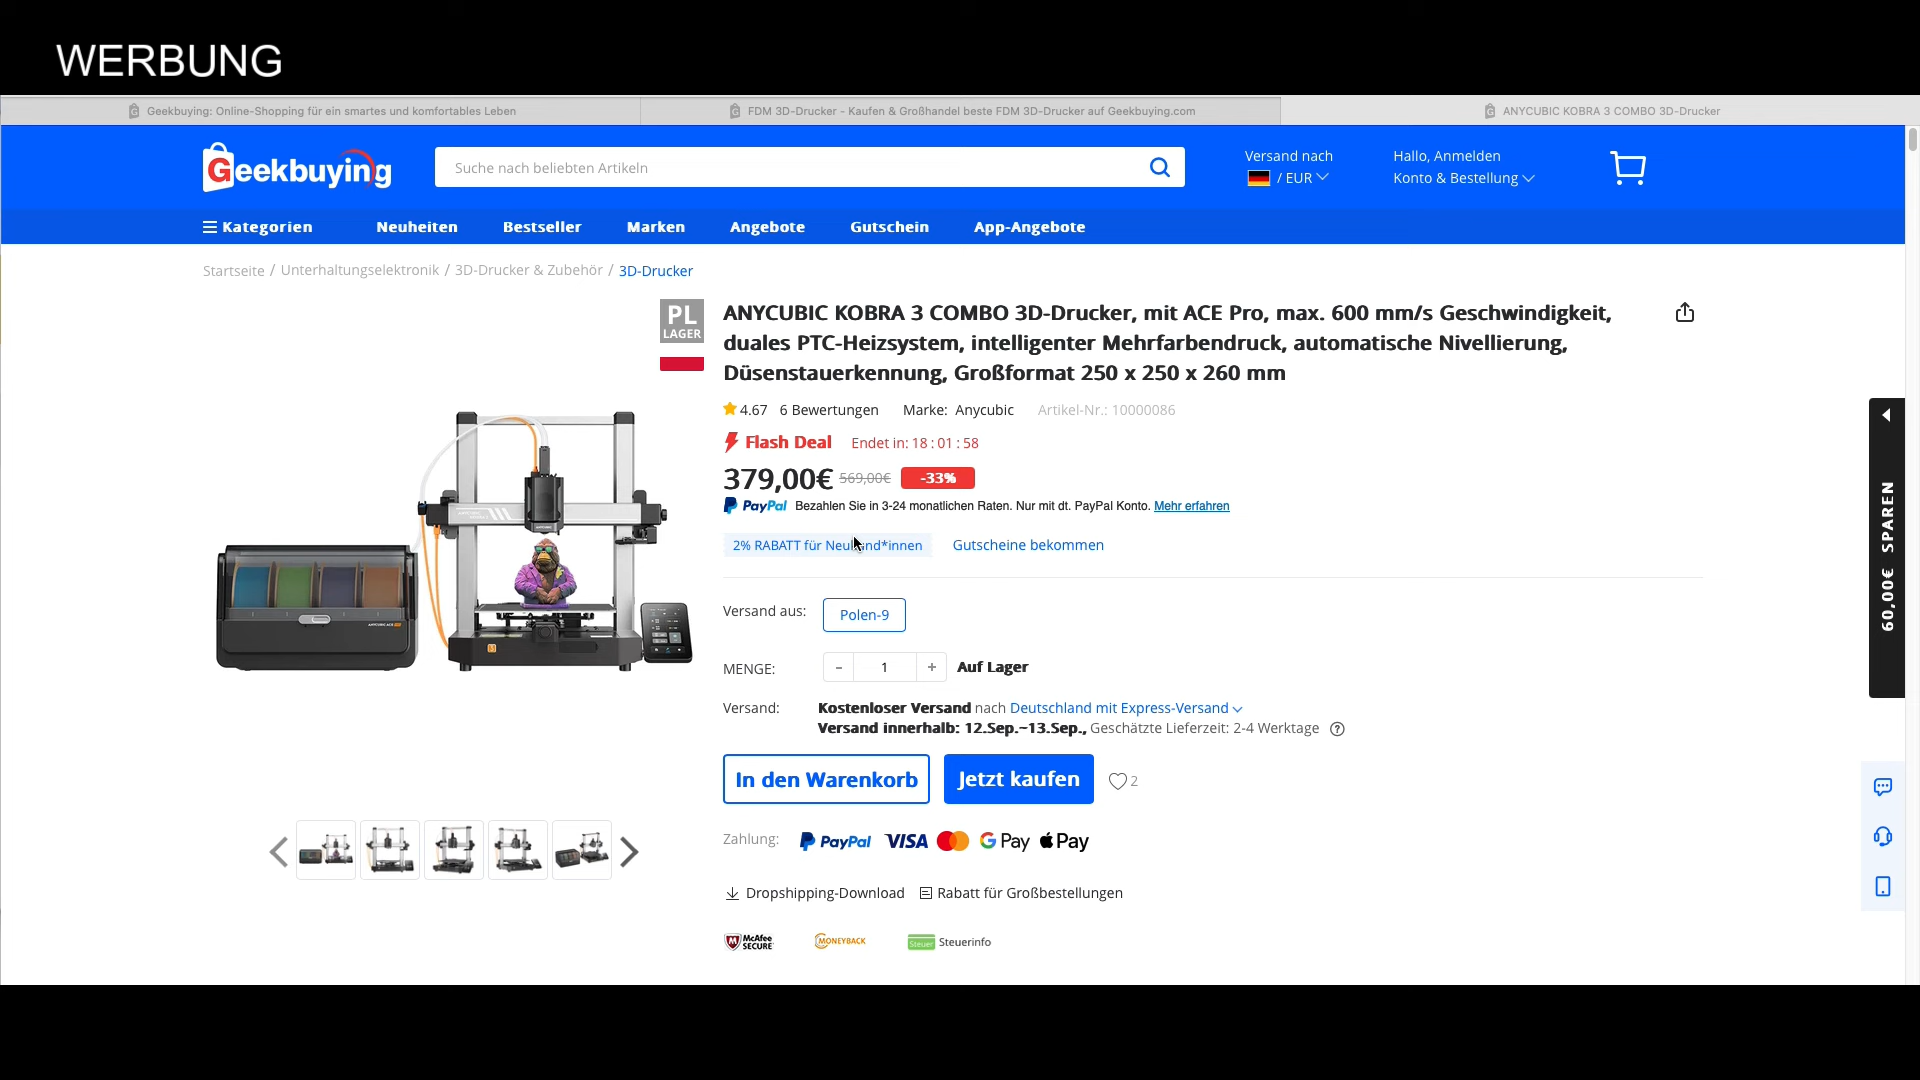 WERBUNG
Geekbuying: Online-Shopping für ein smartes und komfortables Leben
FDM 3D-Drucker - Kaufen & Großhandel beste FDM 3D-Drucker auf Geekbuying.com
ANYCUBIC KOBRA 3 COMBO 3D-Drucker
Geekbuying
Suche nach beliebten Artikeln
Versand nach
/ EUR
Hallo, Anmelden
Konto & Bestellung
Kategorien Neuheiten Bestseller Marken Angebote Gutschein App-Angebote
Startseite / Unterhaltungselektronik / 3D-Drucker & Zubehör / 3D-Drucker
PL
LAGER
ANYCUBIC KOBRA 3 COMBO 3D-Drucker, mit ACE Pro, max. 600 mm/s Geschwindigkeit,
duales PTC-Heizsystem, intelligenter Mehrfarbendruck, automatische Nivellierung,
Düsenstauerkennung, Großformat 250 x 250 x 260 mm
4.67 6 Bewertungen Marke: Anycubic Artikel-Nr.: 10000086
Flash Deal Endet in: 18 : 01 : 58
379,00€ 569,00€ -33%
PayPal Bezahlen Sie in 3-24 monatlichen Raten. Nur mit dt. PayPal Konto. Mehr erfahren
2% RABATT für Neukund*innen Gutscheine bekommen
Versand aus: Polen-9
MENGE: - 1 + Auf Lager
Versand: Kostenloser Versand nach Deutschland mit Express-Versand
Versand innerhalb: 12.Sep.~13.Sep., Geschätzte Lieferzeit: 2-4 Werktage ?
In den Warenkorb Jetzt kaufen 2
Zahlung: PayPal VISA G Pay Pay
Dropshipping-Download Rabatt für Großbestellungen
McAfee
SECURE
MONEYBACK
Steuer Steuerinfo
60,00€ SPAREN